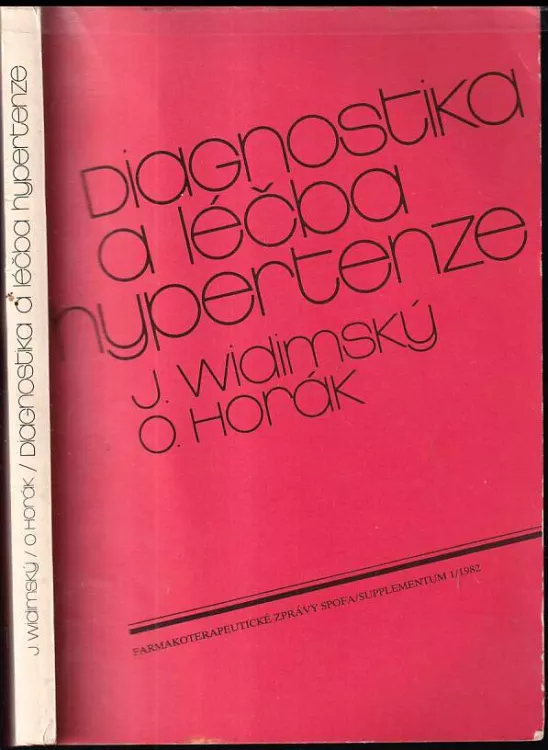 J. Widimský / O. Horák / Diagnostika a léčba hypertenze
Diagnostika
a léčba
hypertenze
J. Widimský
O. Horák
FARMAKOTERAPEUTICKÉ ZPRÁVY SPOFA/SUPPLEMENTUM 1/1982